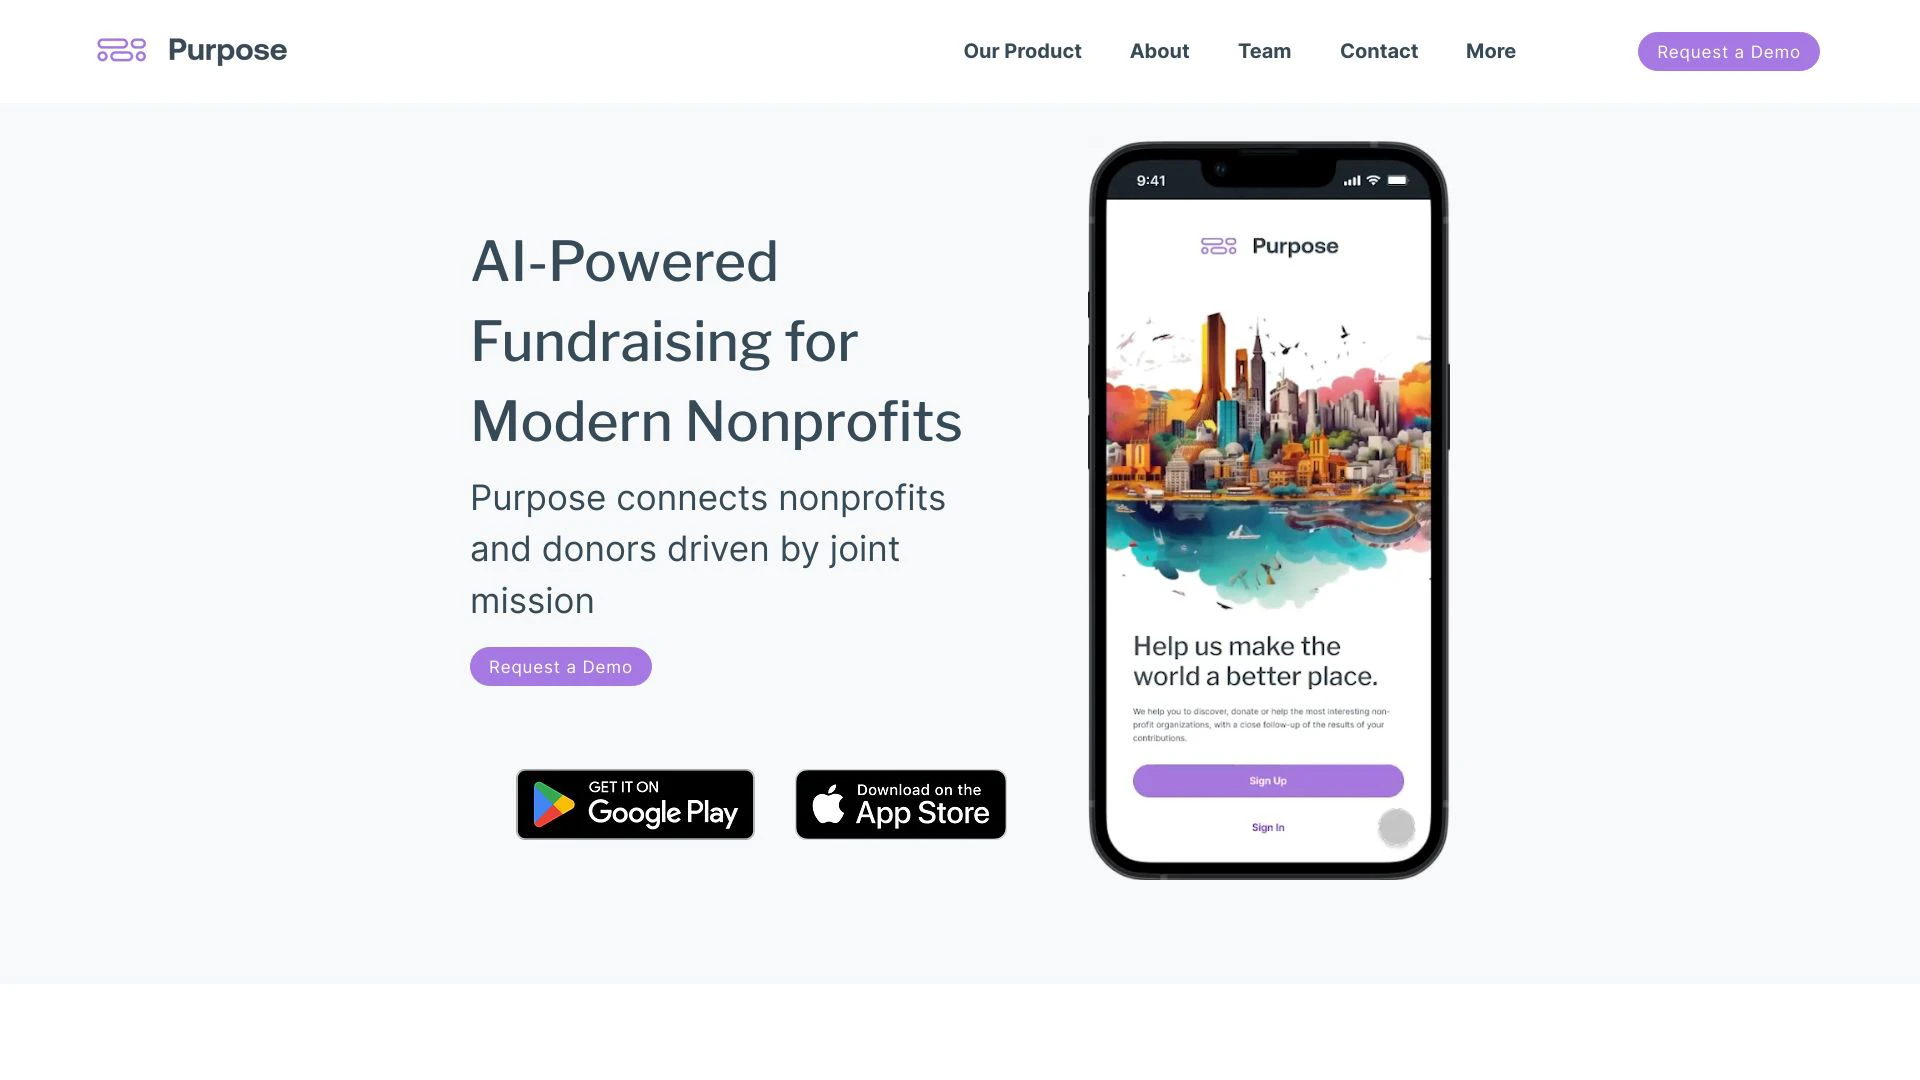 Purpose
Our Product
About
Team
Contact
More
Request a Demo
AI-Powered
Fundraising for
Modern Nonprofits
Purpose connects nonprofits
and donors driven by joint
mission
Request a Demo
GET IT ON
Google Play
Download on the
App Store
9:41
Purpose
Help us make the
world a better place.
We help you to discover, donate or help the most interesting non-
profit organizations, with a close follow-up of the results of your
contributions.
Sign Up
Sign In